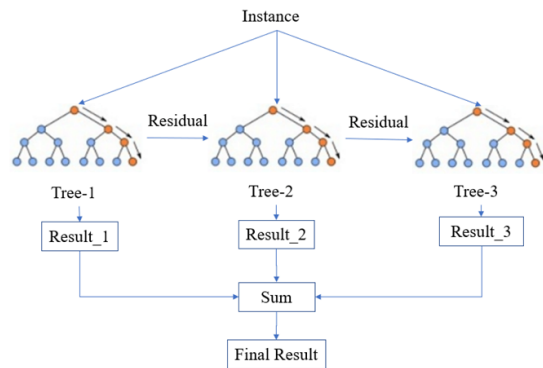 Instance
Residual
Residual
Tree-1
Tree-2
Tree-3
Result_1
Result_2
Result_3
Sum
Final Result